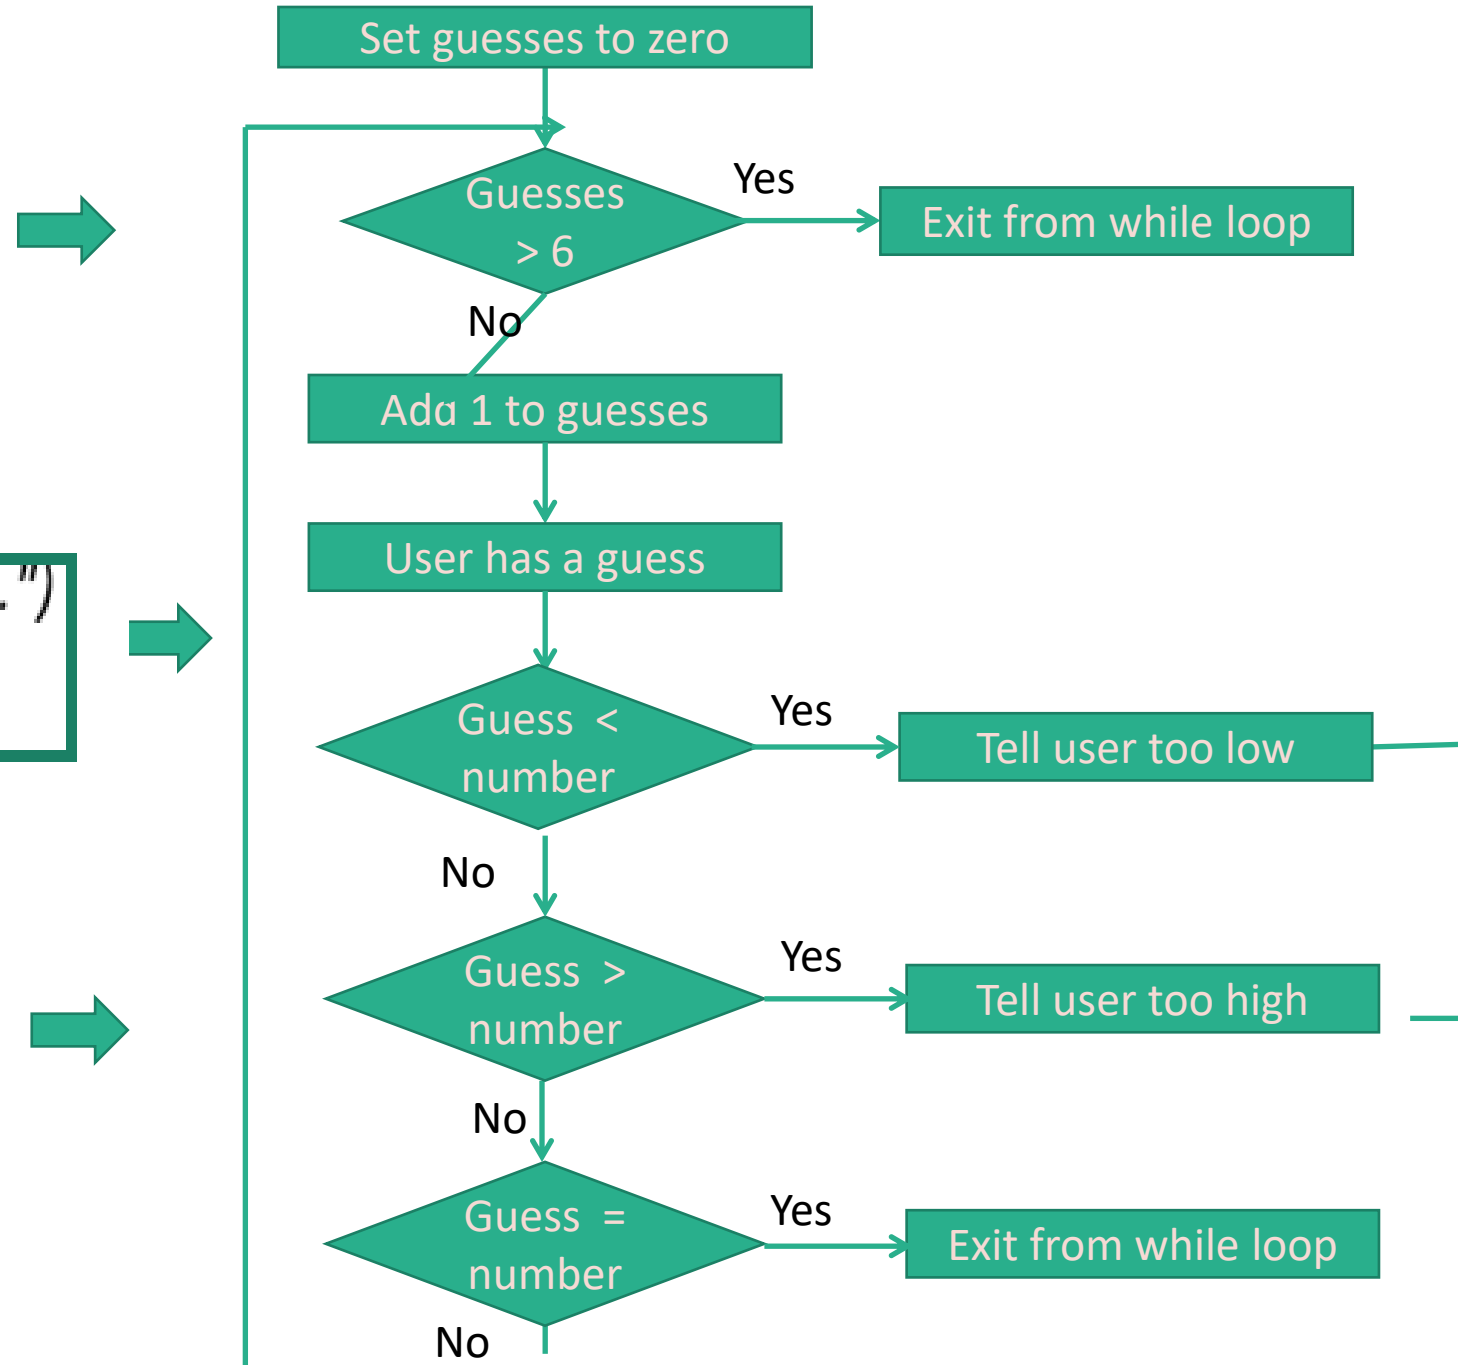 Set guesses to zero
Guesses
> 6
Yes
Exit from while loop
No
Add 1 to guesses
User has a guess
.")
Guess <
number
Yes
Tell user too low
No
Guess >
number
Yes
Tell user too high
No
Guess =
number
Yes
Exit from while loop
No